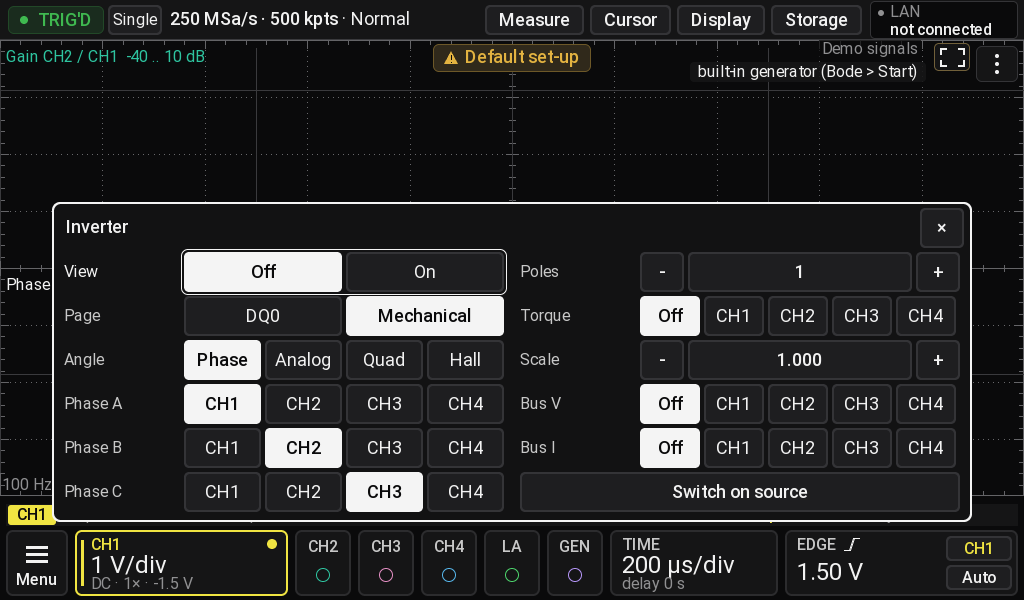 TRIG'D Single 250 MSa/s · 500 kpts · Normal Measure Cursor Display Storage LAN
not connected
Gain CH2 / CH1 -40 .. 10 dB
Default set-up
Demo signals
built-in generator (Bode > Start)
Inverter ×
View Off On Poles - 1 +
Page DQ0 Mechanical Torque Off CH1 CH2 CH3 CH4
Phase
Angle Phase Analog Quad Hall Scale - 1.000 +
Phase A CH1 CH2 CH3 CH4 Bus V Off CH1 CH2 CH3 CH4
Phase B CH1 CH2 CH3 CH4 Bus I Off CH1 CH2 CH3 CH4
100 Hz
Phase C CH1 CH2 CH3 CH4 Switch on source
CH1
Menu
CH1
1 V/div
DC · 1× · -1.5 V
CH2 CH3 CH4 LA GEN
TIME
200 µs/div
delay 0 s
EDGE CH1
1.50 V Auto